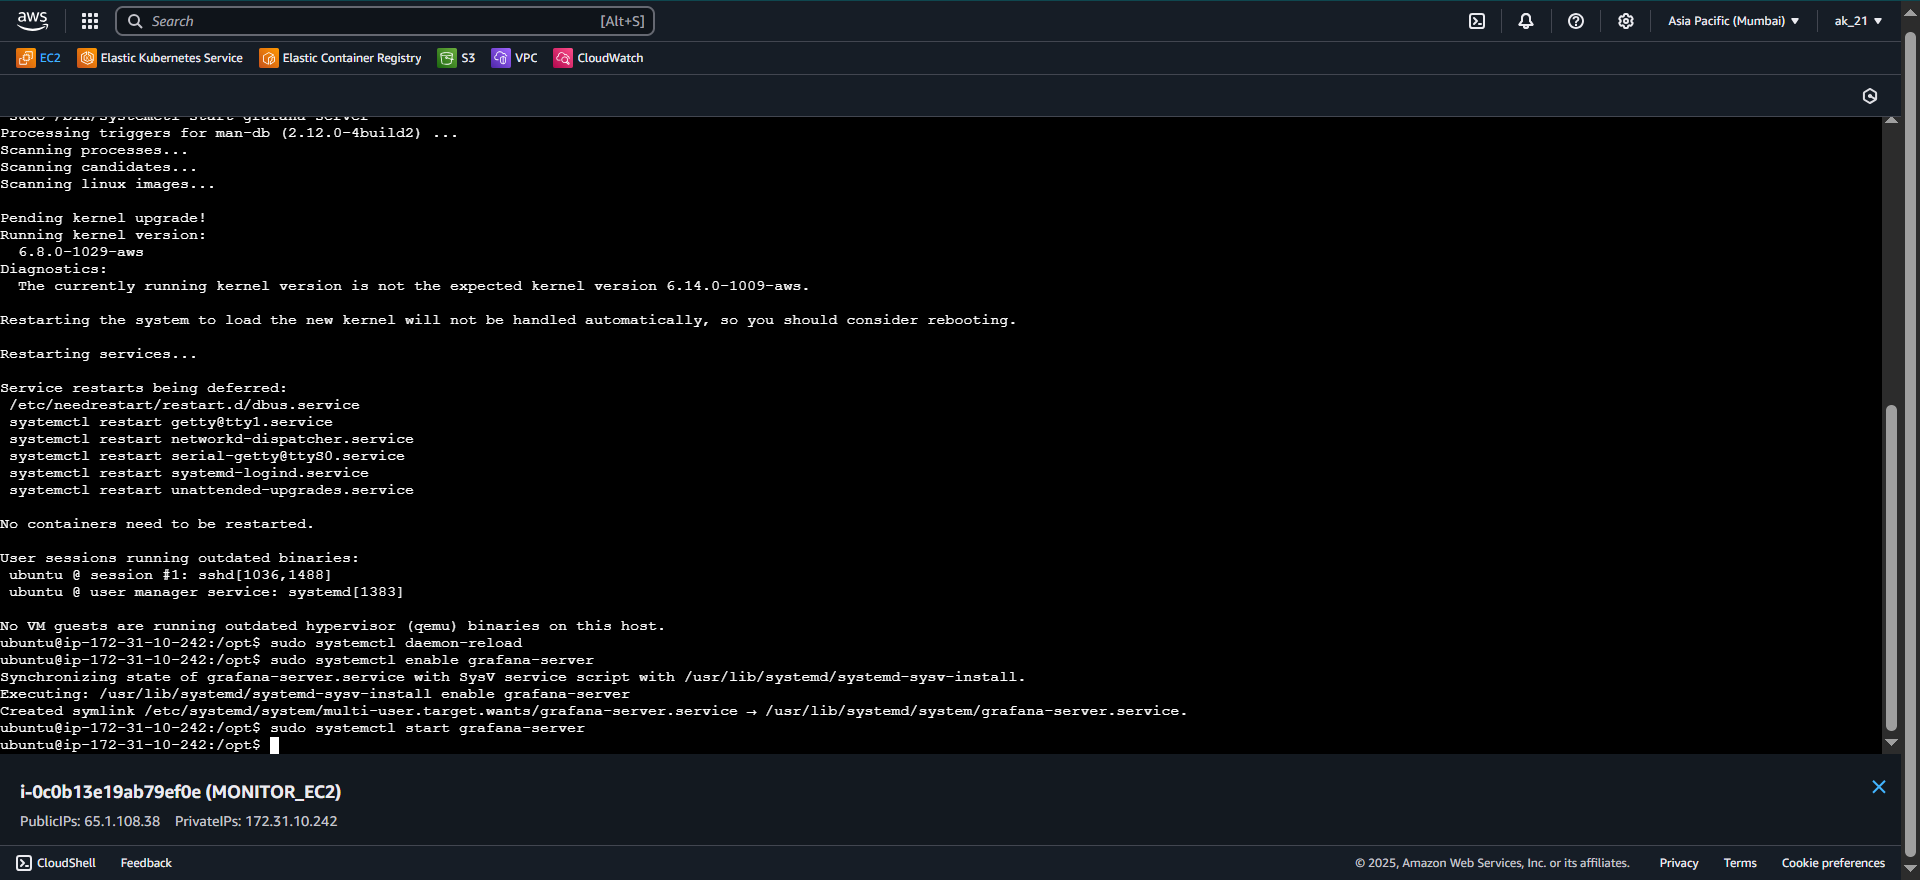 aws
Search [Alt+S]
Asia Pacific (Mumbai) ▼
ak_21 ▼
EC2 Elastic Kubernetes Service Elastic Container Registry S3 VPC CloudWatch
sudo /bin/systemctl start grafana-server
Processing triggers for man-db (2.12.0-4build2) ...
Scanning processes...
Scanning candidates...
Scanning linux images...
Pending kernel upgrade!
Running kernel version:
6.8.0-1029-aws
Diagnostics:
The currently running kernel version is not the expected kernel version 6.14.0-1009-aws.
Restarting the system to load the new kernel will not be handled automatically, so you should consider rebooting.
Restarting services...
Service restarts being deferred:
/etc/needrestart/restart.d/dbus.service
systemctl restart getty@tty1.service
systemctl restart networkd-dispatcher.service
systemctl restart serial-getty@ttyS0.service
systemctl restart systemd-logind.service
systemctl restart unattended-upgrades.service
No containers need to be restarted.
User sessions running outdated binaries:
ubuntu @ session #1: sshd[1036,1488]
ubuntu @ user manager service: systemd[1383]
No VM guests are running outdated hypervisor (qemu) binaries on this host.
ubuntu@ip-172-31-10-242:/opt$ sudo systemctl daemon-reload
ubuntu@ip-172-31-10-242:/opt$ sudo systemctl enable grafana-server
Synchronizing state of grafana-server.service with SysV service script with /usr/lib/systemd/systemd-sysv-install.
Executing: /usr/lib/systemd/systemd-sysv-install enable grafana-server
Created symlink /etc/systemd/system/multi-user.target.wants/grafana-server.service → /usr/lib/systemd/system/grafana-server.service.
ubuntu@ip-172-31-10-242:/opt$ sudo systemctl start grafana-server
ubuntu@ip-172-31-10-242:/opt$
i-0c0b13e19ab79ef0e (MONITOR_EC2)
PublicIPs: 65.1.108.38 PrivateIPs: 172.31.10.242
CloudShell Feedback
© 2025, Amazon Web Services, Inc. or its affiliates. Privacy Terms Cookie preferences